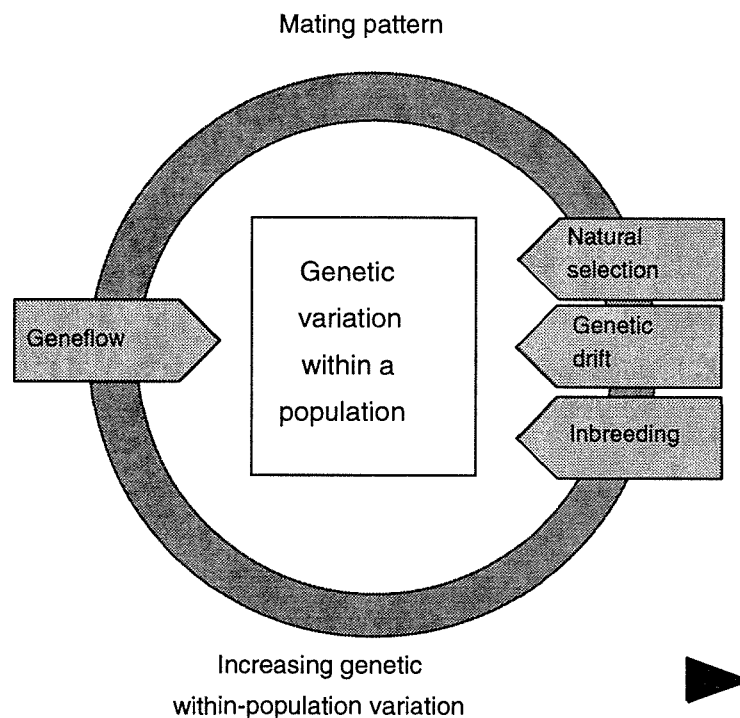 Mating pattern
Natural
selection
Genetic
variation
within a
population
Geneflow
Genetic
drift
Inbreeding
Increasing genetic
within-population variation